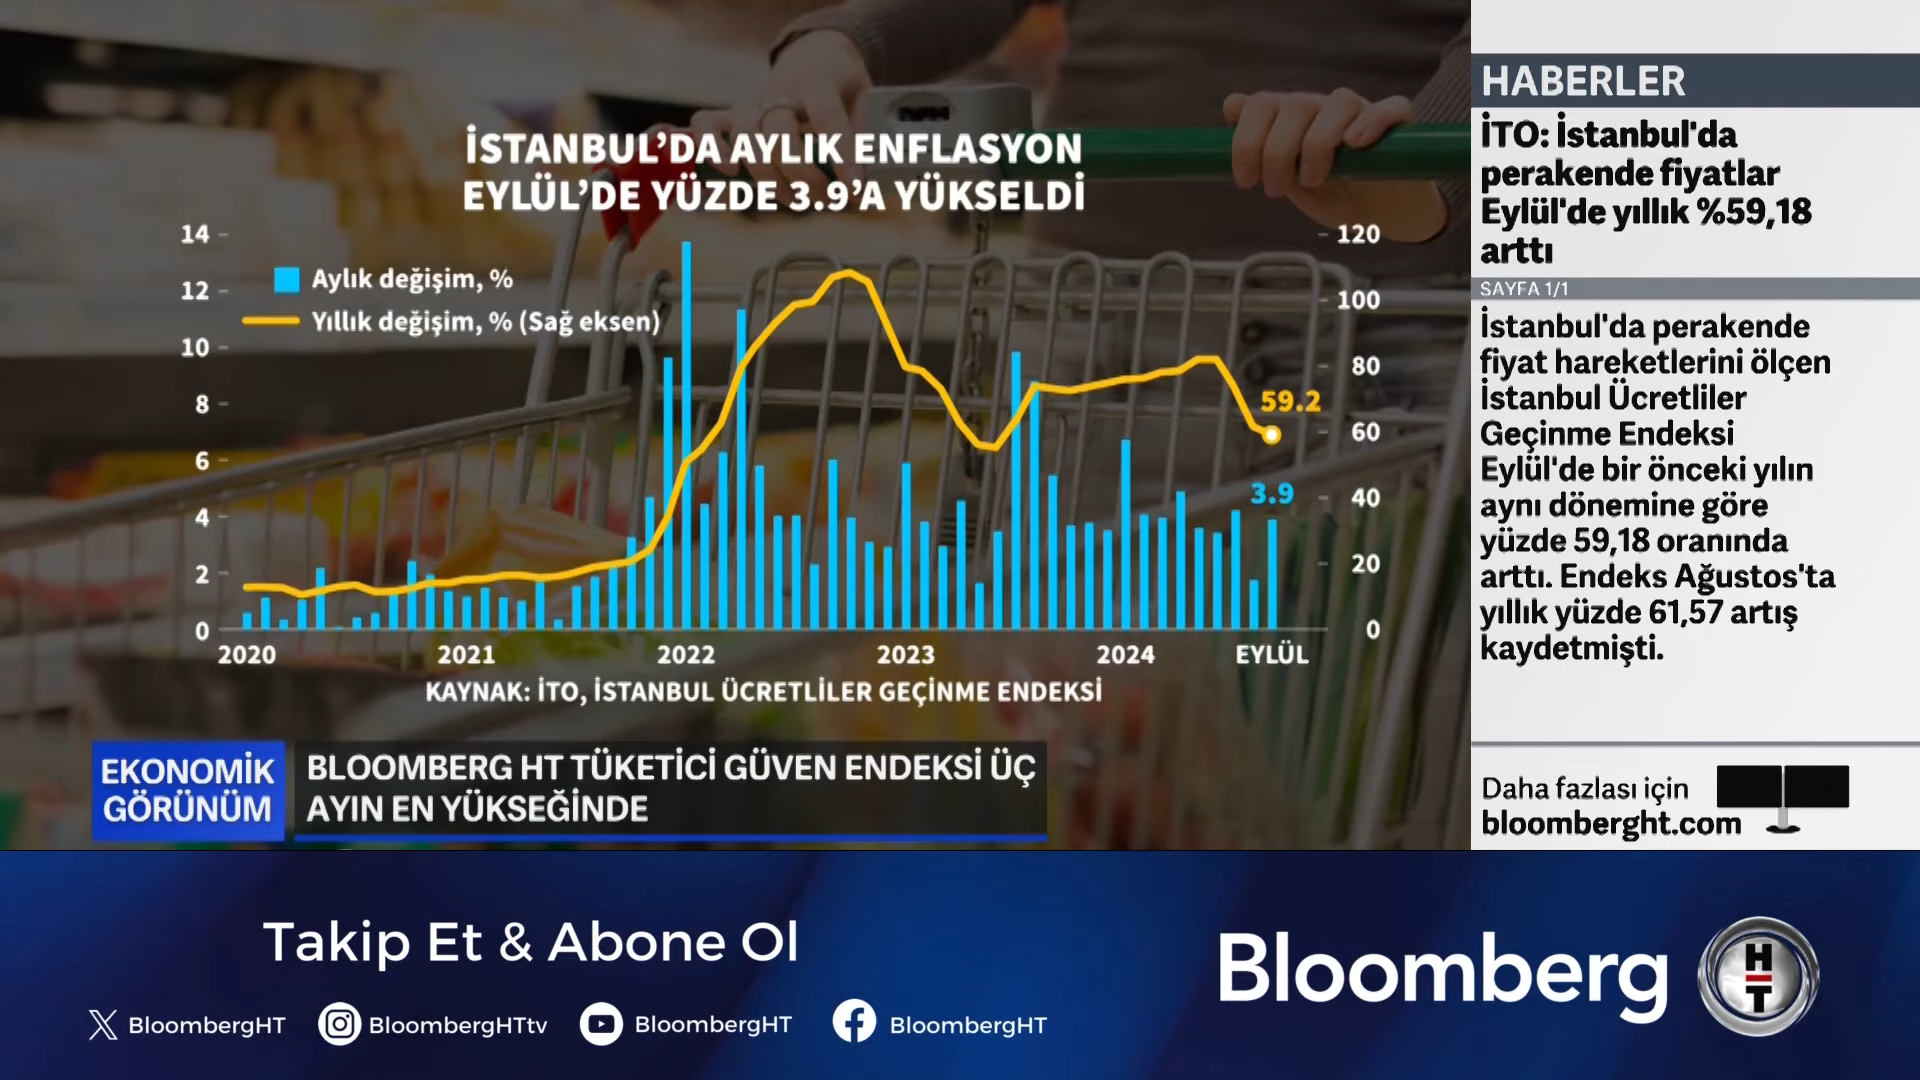 İSTANBUL’DA AYLIK ENFLASYON
EYLÜL’DE YÜZDE 3.9’A YÜKSELDİ
14
12
10
8
6
4
2
0
Aylık değişim, %
Yıllık değişim, % (Sağ eksen)
120
100
80
60
40
20
0
59.2
3.9
2020 2021 2022 2023 2024 EYLÜL
KAYNAK: İTO, İSTANBUL ÜCRETLİLER GEÇİNME ENDEKSİ
EKONOMİK
GÖRÜNÜM
BLOOMBERG HT TÜKETİCİ GÜVEN ENDEKSİ ÜÇ
AYIN EN YÜKSEĞİNDE
HABERLER
İTO: İstanbul'da
perakende fiyatlar
Eylül'de yıllık %59,18
arttı
SAYFA 1/1
İstanbul'da perakende
fiyat hareketlerini ölçen
İstanbul Ücretliler
Geçinme Endeksi
Eylül'de bir önceki yılın
aynı dönemine göre
yüzde 59,18 oranında
arttı. Endeks Ağustos'ta
yıllık yüzde 61,57 artış
kaydetmişti.
Daha fazlası için
bloomberght.com
Takip Et & Abone Ol
BloombergHT BloombergHTtv BloombergHT BloombergHT
Bloomberg HT